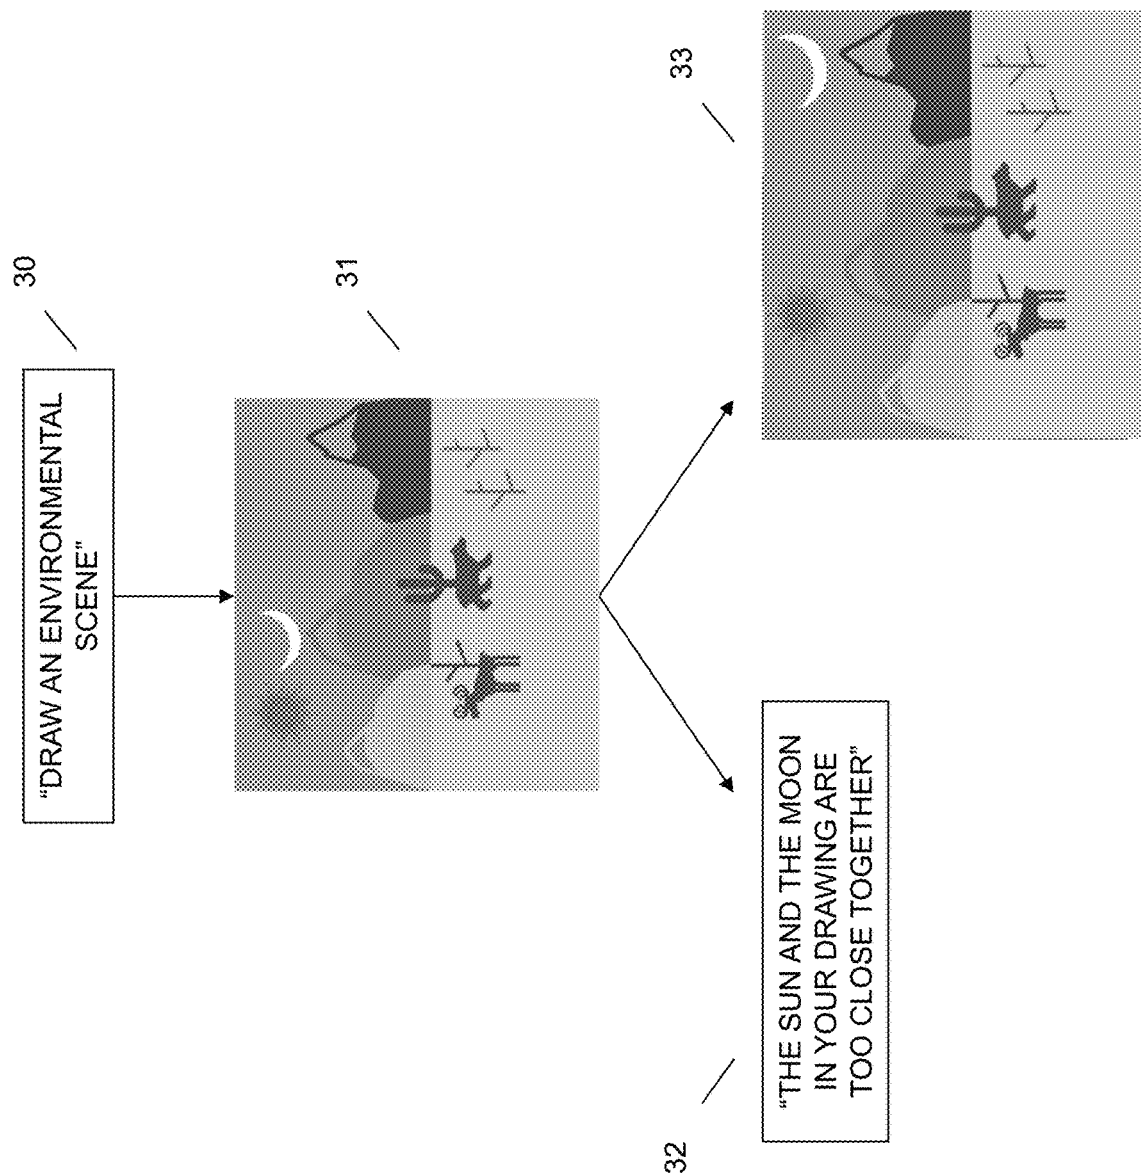 30
"DRAW AN ENVIRONMENTAL
SCENE"
31
32
"THE SUN AND THE MOON
IN YOUR DRAWING ARE
TOO CLOSE TOGETHER"
33